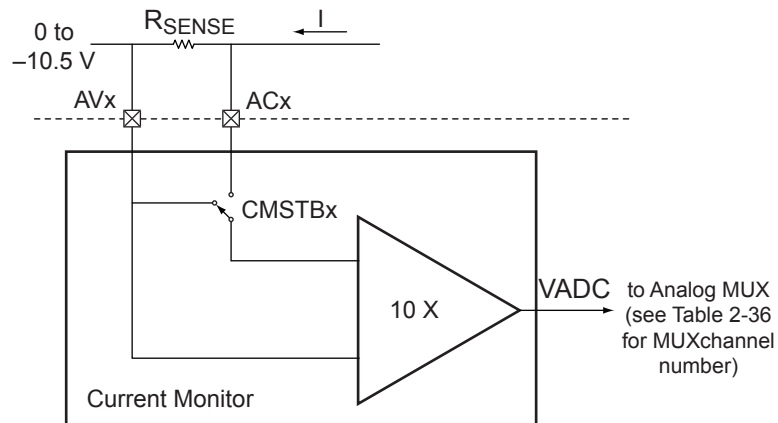 0 to
–10.5 V
RSENSE
I
AVx
ACx
CMSTBx
10 X
VADC
to Analog MUX
(see Table 2-36
for MUXchannel
number)
Current Monitor